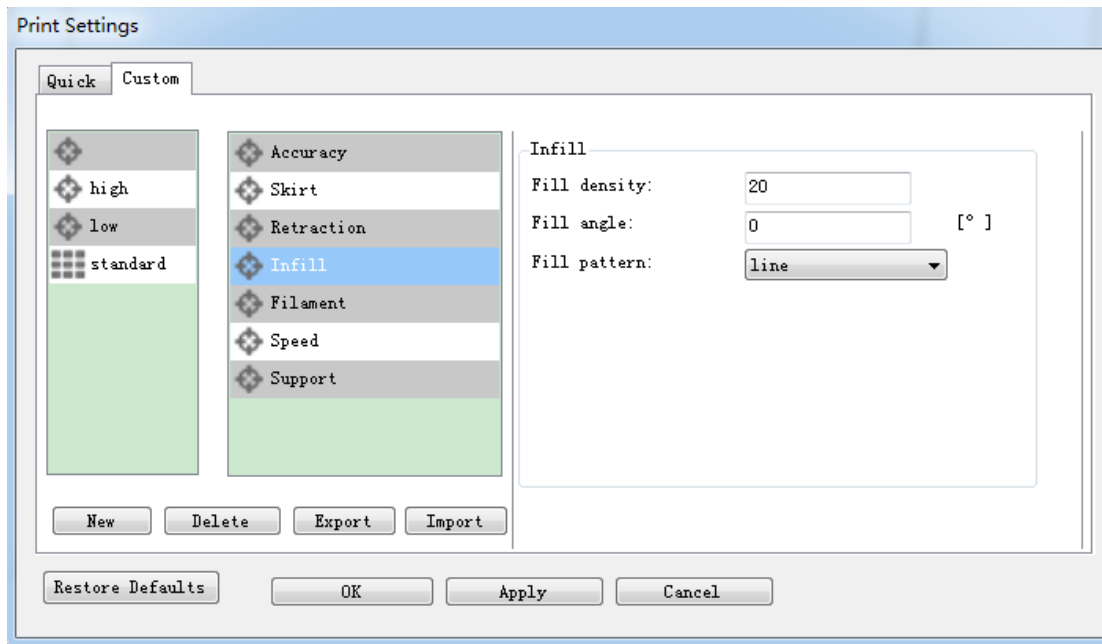 Print Settings
Quick Custom
high
low
standard
Accuracy
Skirt
Retraction
Infill
Filament
Speed
Support
Infill
Fill density: 20
Fill angle: 0 [° ]
Fill pattern: line
New Delete Export Import
Restore Defaults OK Apply Cancel